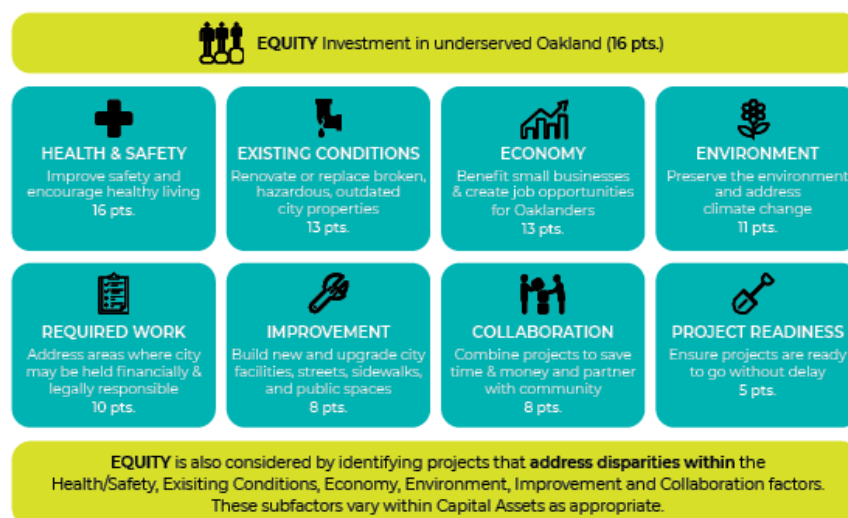 EQUITY Investment in underserved Oakland (16 pts.)
HEALTH & SAFETY
Improve safety and
encourage healthy living
16 pts.
EXISTING CONDITIONS
Renovate or replace broken,
hazardous, outdated
city properties
13 pts.
ECONOMY
Benefit small businesses
& create job opportunities
for Oaklanders
13 pts.
ENVIRONMENT
Preserve the environment
and address
climate change
11 pts.
REQUIRED WORK
Address areas where city
may be held financially &
legally responsible
10 pts.
IMPROVEMENT
Build new and upgrade city
facilities, streets, sidewalks,
and public spaces
8 pts.
COLLABORATION
Combine projects to save
time & money and partner
with community
8 pts.
PROJECT READINESS
Ensure projects are ready
to go without delay
5 pts.
EQUITY is also considered by identifying projects that address disparities within the
Health/Safety, Exisiting Conditions, Economy, Environment, Improvement and Collaboration factors.
These subfactors vary within Capital Assets as appropriate.